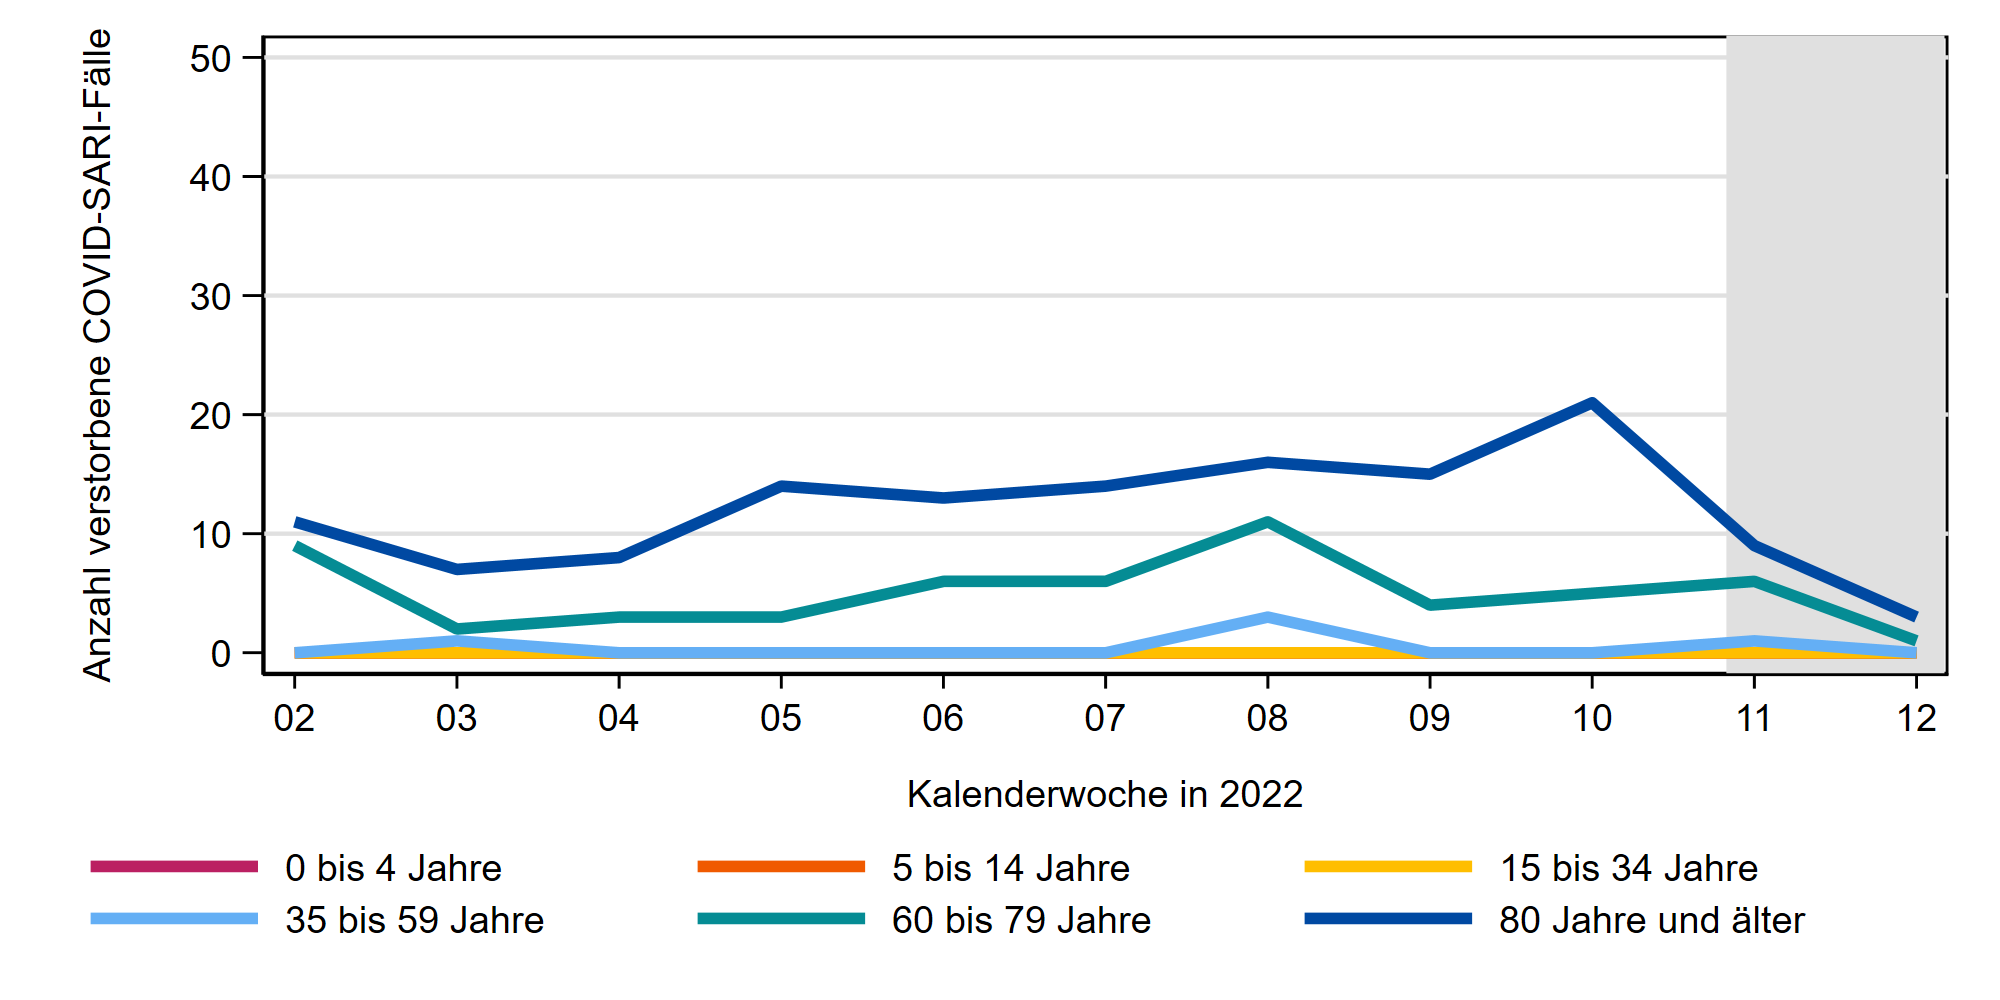 Anzahl verstorbene COVID-SARI-Fälle
50
40
30
20
10
0
02 03 04 05 06 07 08 09 10 11 12
Kalenderwoche in 2022
0 bis 4 Jahre 5 bis 14 Jahre 15 bis 34 Jahre
35 bis 59 Jahre 60 bis 79 Jahre 80 Jahre und älter